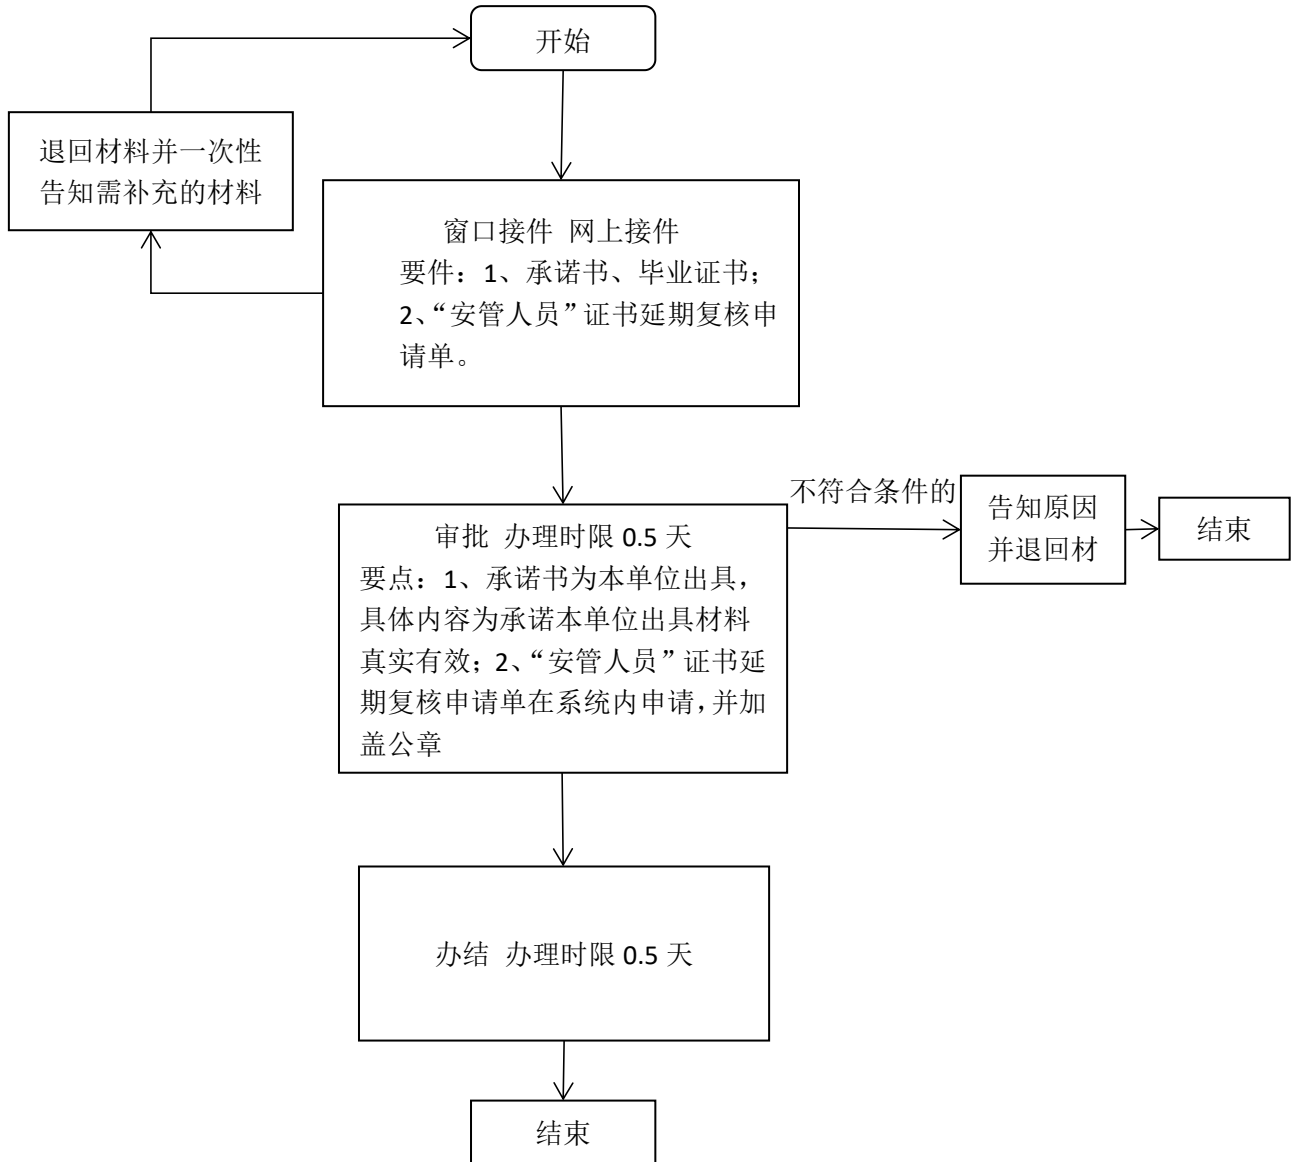 开始
退回材料并一次性
告知需补充的材料
窗口接件 网上接件
要件：1、承诺书、毕业证书；
2、“安管人员”证书延期复核申
请单。
不符合条件的
告知原因
并退回材
结束
审批 办理时限 0.5 天
要点：1、承诺书为本单位出具，
具体内容为承诺本单位出具材料
真实有效；2、“安管人员”证书延
期复核申请单在系统内申请，并加
盖公章
办结 办理时限 0.5 天
结束